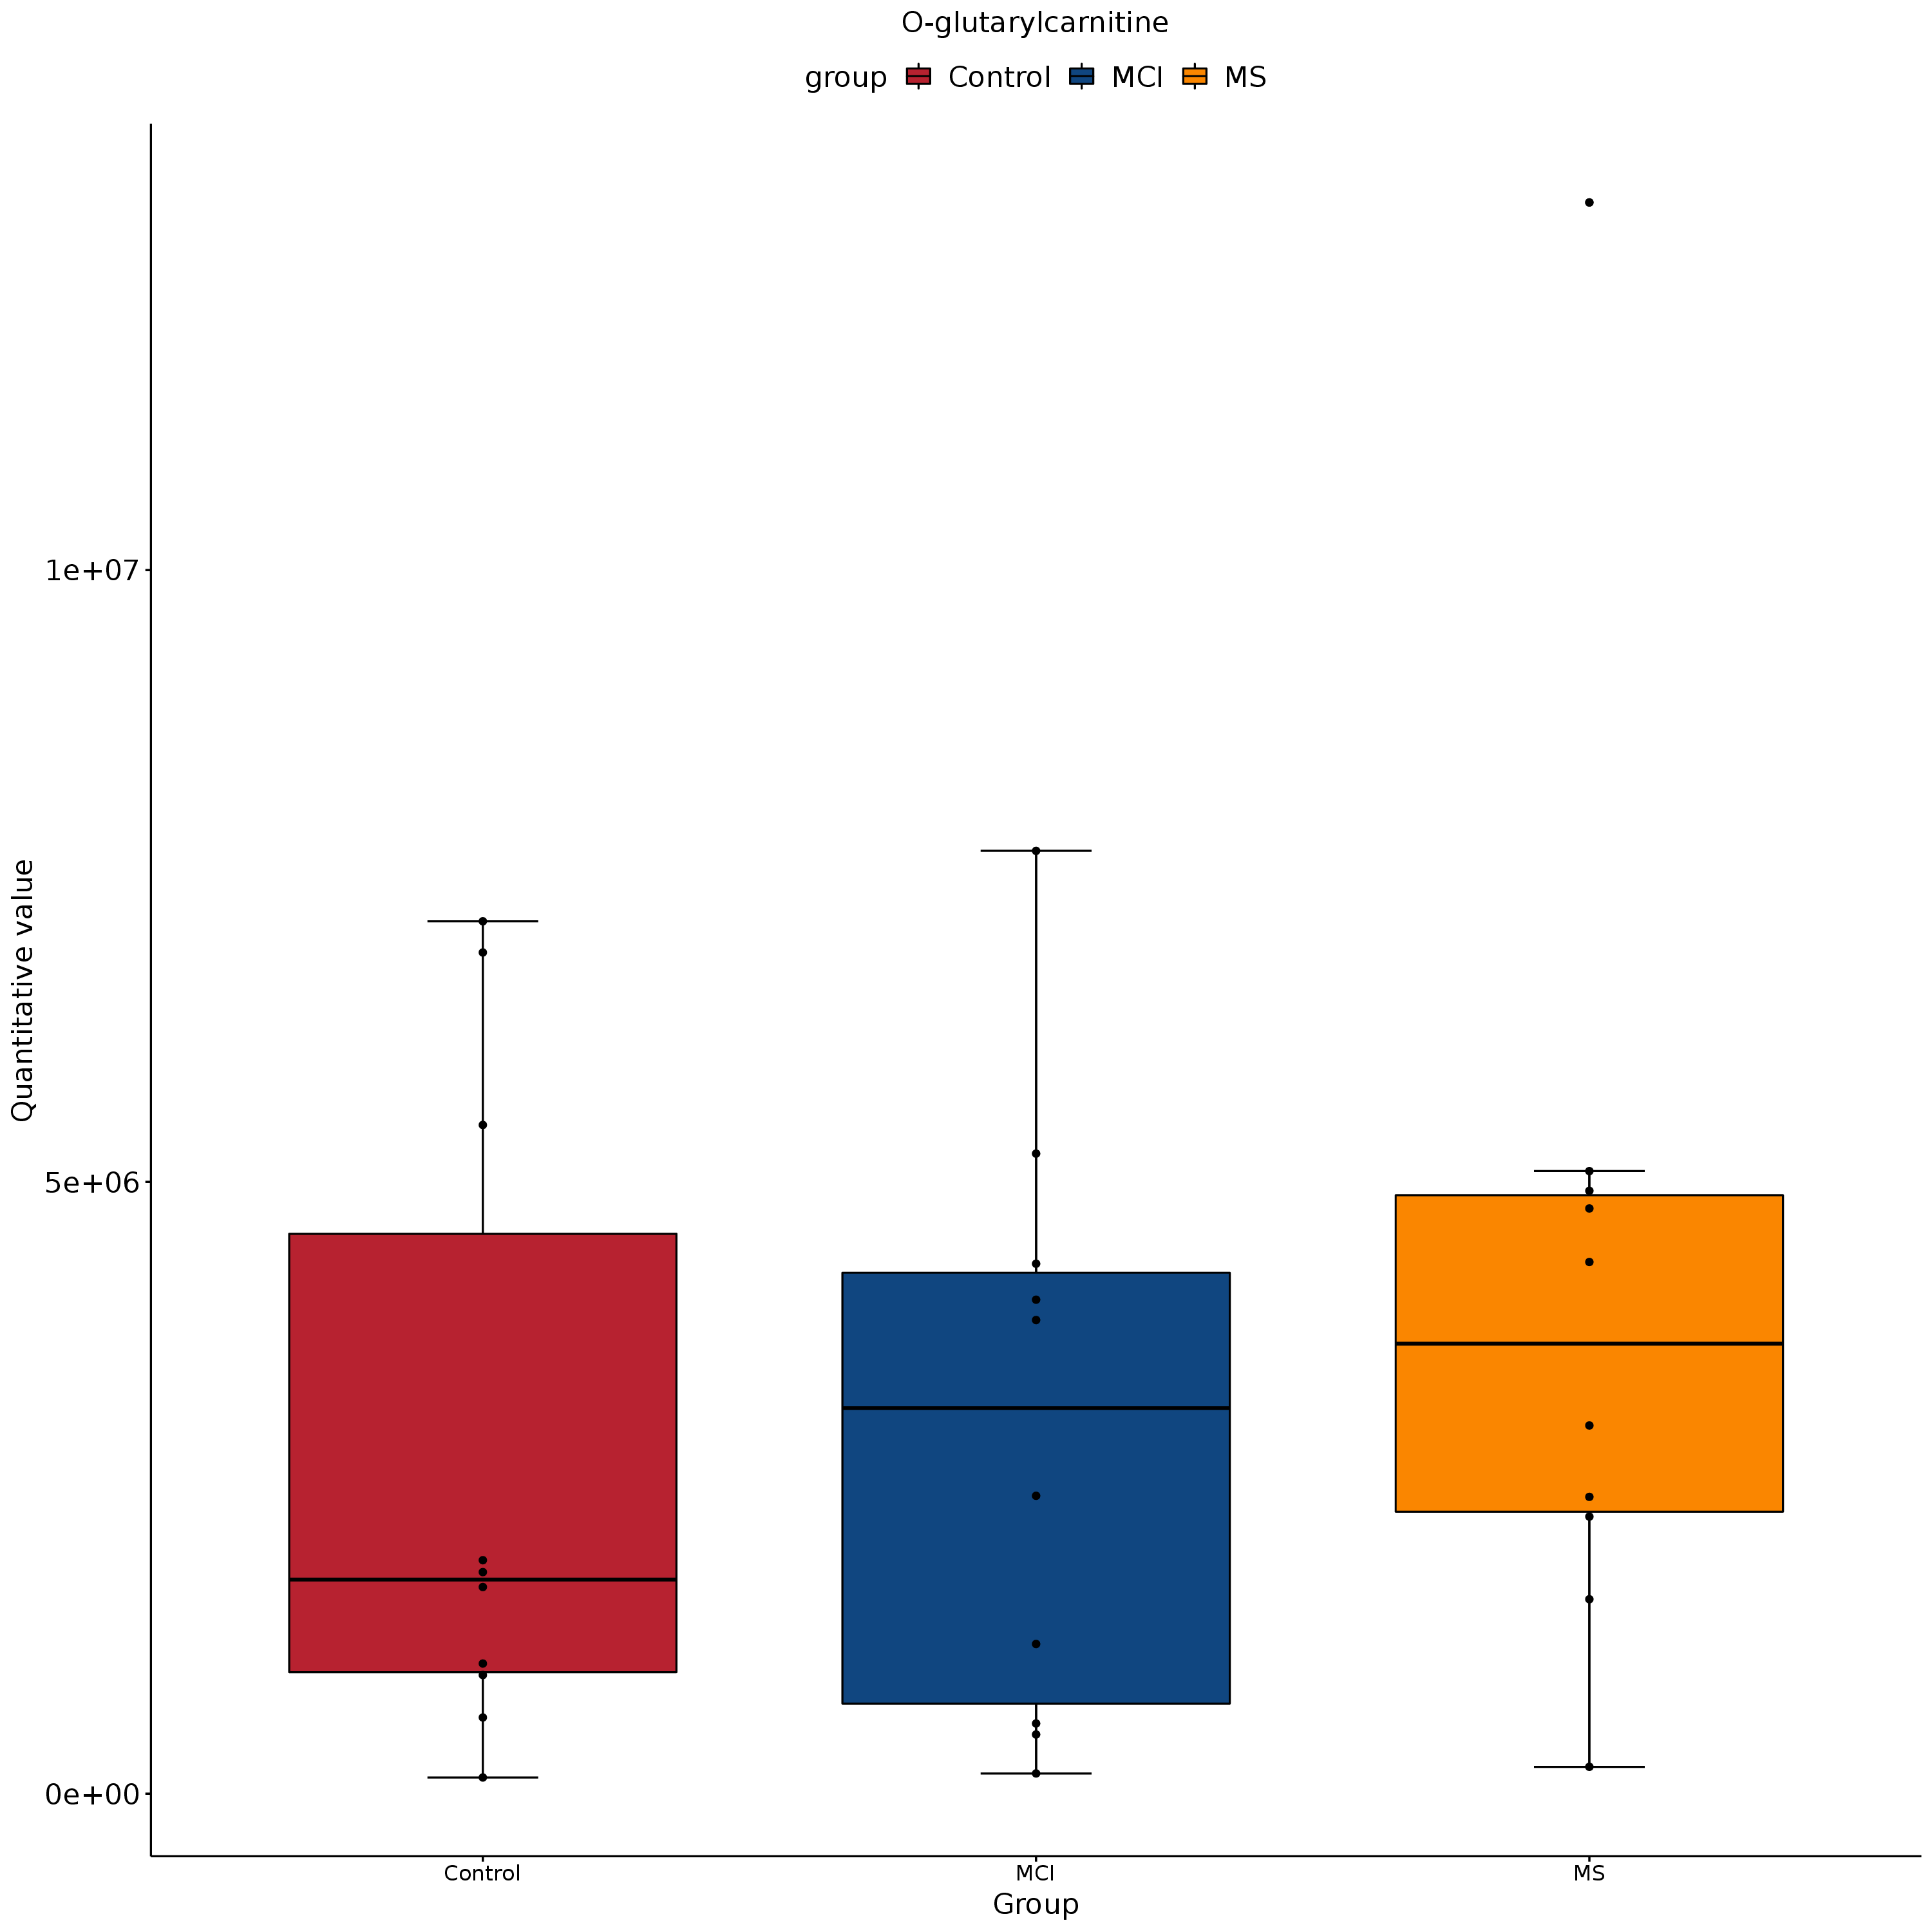 O-glutarylcarnitine
group Control MCI MS
1e+07
5e+06
0e+00
Quantitative value
Control MCI MS
Group